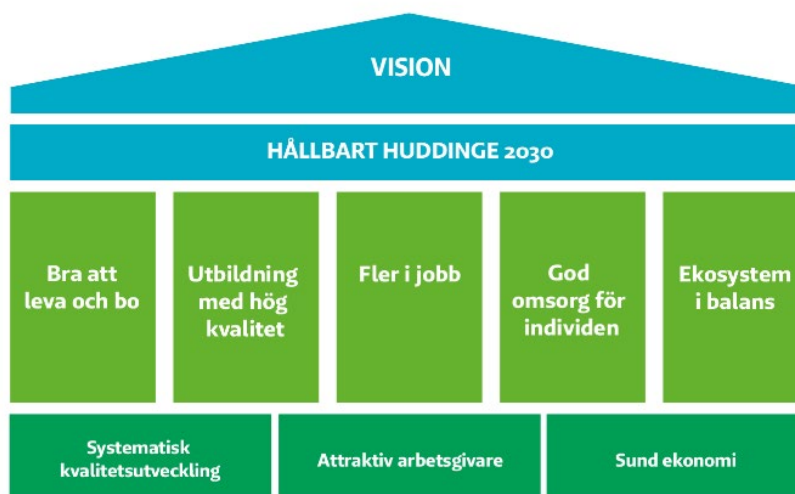 VISION
HÅLLBART HUDDINGE 2030
Bra att
leva och bo
Utbildning
med hög
kvalitet
Fler i jobb
God
omsorg för
individen
Ekosystem
i balans
Systematisk
kvalitetsutveckling
Attraktiv arbetsgivare
Sund ekonomi